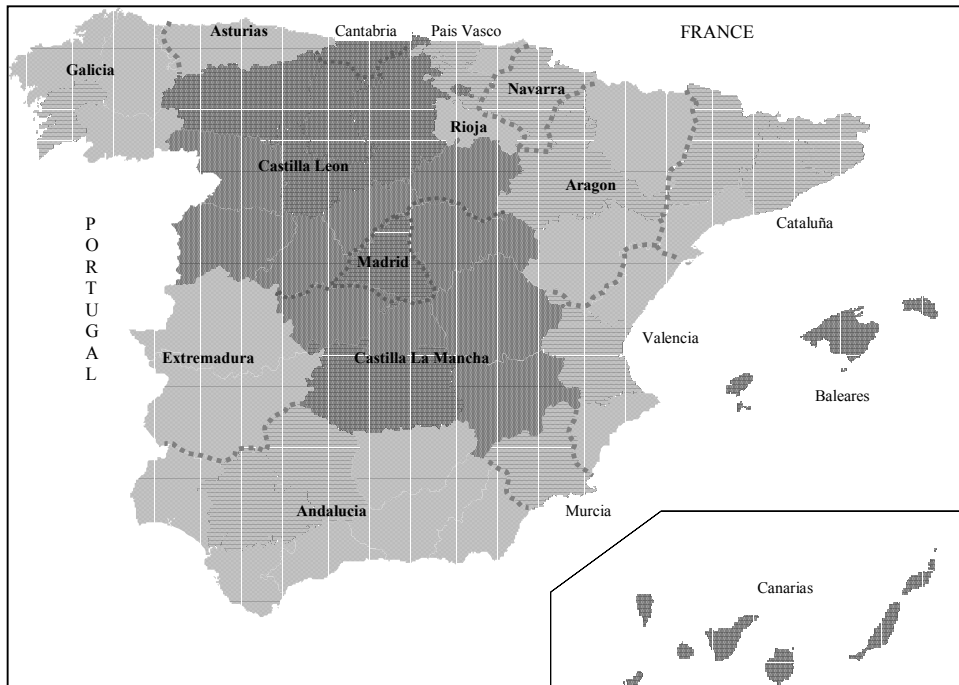 Asturias
Cantabria
Pais Vasco
FRANCE
Galicia
Navarra
Rioja
Castilla Leon
Aragon
Cataluña
PORTUGAL
Madrid
Valencia
Extremadura
Castilla La Mancha
Baleares
Andalucia
Murcia
Canarias